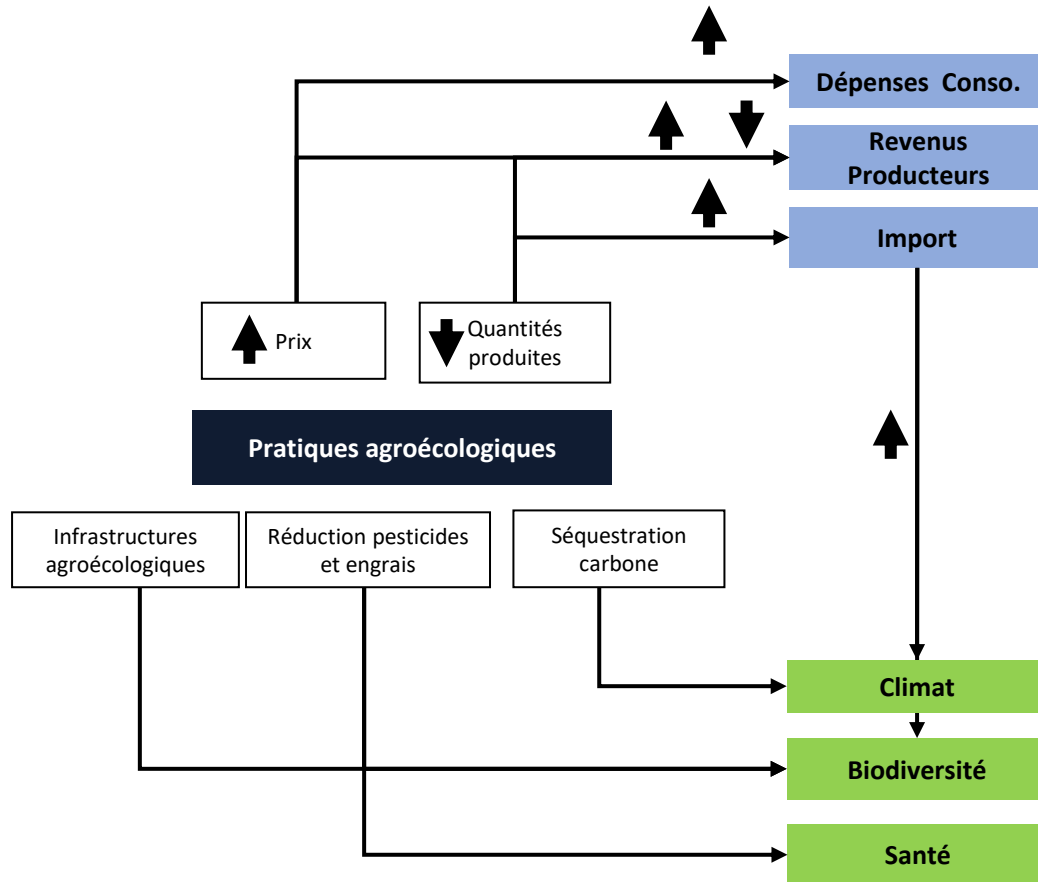 Dépenses Conso.
Revenus
Producteurs
Import
Prix
Quantités
produites
Pratiques agroécologiques
Infrastructures
agroécologiques
Réduction pesticides
et engrais
Séquestration
carbone
Climat
Biodiversité
Santé